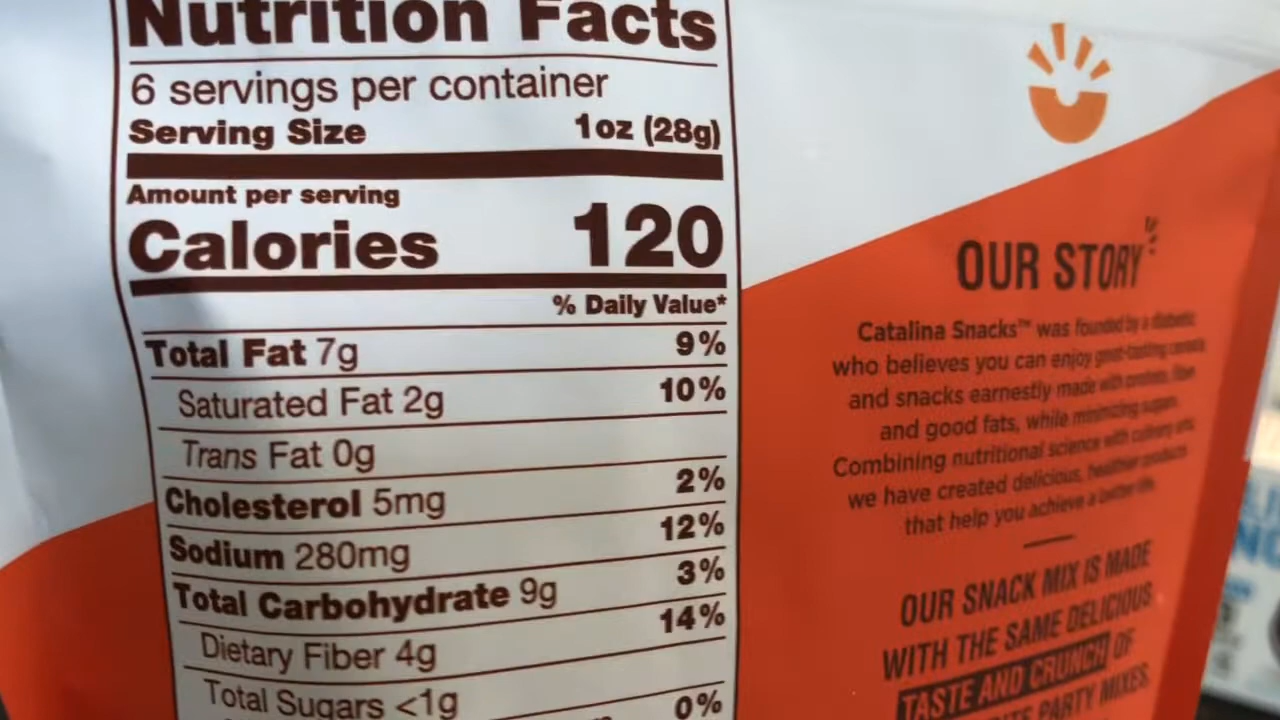 Nutrition Facts
6 servings per container
Serving Size 1oz (28g)
Amount per serving
Calories 120
% Daily Value*
Total Fat 7g 9%
Saturated Fat 2g 10%
Trans Fat 0g
Cholesterol 5mg 2%
Sodium 280mg 12%
Total Carbohydrate 9g 3%
Dietary Fiber 4g 14%
Total Sugars <1g
0%
OUR STORY
Catalina Snacks™ was founded by a diabetic
who believes you can enjoy great-tasting cereals
and snacks earnestly made with protein, fiber
and good fats, while minimizing sugars.
Combining nutritional science with culinary arts
we have created delicious, healthier products
that help you achieve a better life.
OUR SNACK MIX IS MADE
WITH THE SAME DELICIOUS
TASTE AND CRUNCH OF
PARTY MIXES